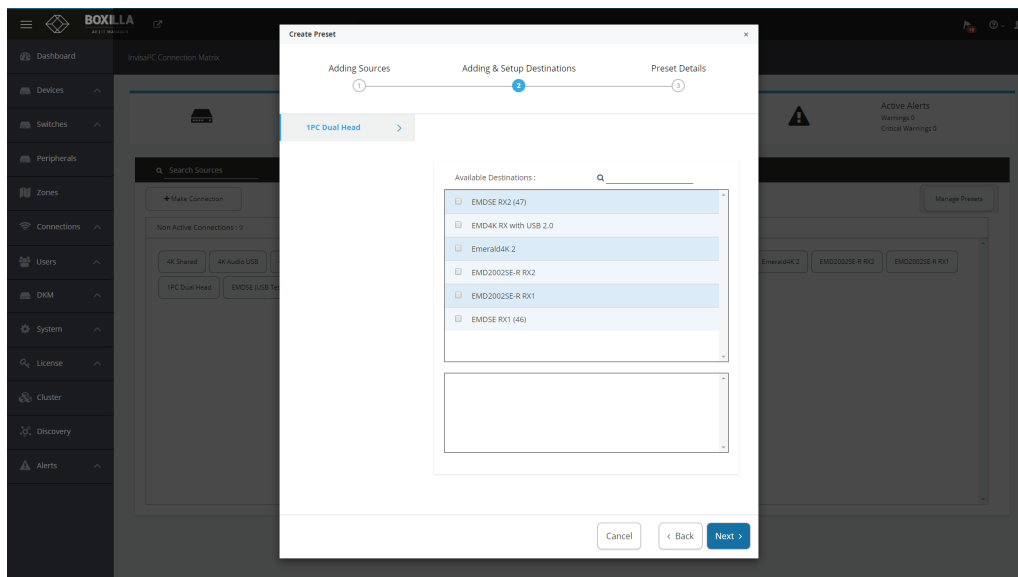 BOXILLA
Create Preset
×
Dashboard
InvisaPC Connection Matrix
Adding Sources
Adding & Setup Destinations
Preset Details
1
2
3
Devices
Active Alerts
Warnings 0
Switches
1PC Dual Head
Peripherals
Search Sources
Available Destinations :
Zones
Make Connection
Manage Presets
EMDSE RX2 (47)
EMD4K RX with USB 2.0
Connections
Non Active Connections :
Emerald4K 2
Users
4K Shared
4K Audio USB
Emerald4K 2
EMD2002SE-R RX2
EMD2002SE-R RX1
EMD2002SE-R RX2
DKM
1PC Dual Head
EMDSE (USB Tes
EMD2002SE-R RX1
EMDSE RX1 (46)
System
License
Cluster
Discovery
Alerts
Cancel
< Back
Next >